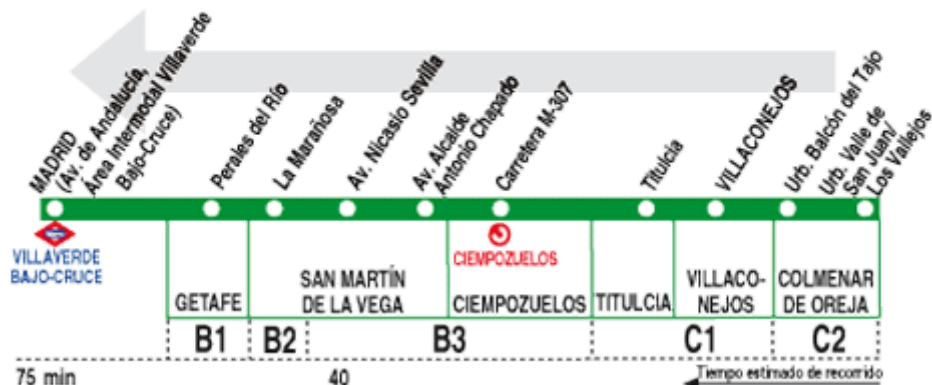 MADRID
(Av. de Andalucía,
Área Intermodal Villaverde
Bajo-Cruce)
Perales del Río
La Marañosa
Av. Nicasio Sevilla
Av. Alcalde
Antonio Chapado
Carretera M-307
Titulcia
VILLACONEJOS
Urb. Balcón del Tajo
Urb. Valle de
San Juan/
Los Vallejos
VILLAVERDE
BAJO-CRUCE
CIEMPOZUELOS
GETAFE
SAN MARTÍN
DE LA VEGA
CIEMPOZUELOS
TITULCIA
VILLACO-
NEJOS
COLMENAR
DE OREJA
B1 B2 B3 C1 C2
75 min 40 Tiempo estimado de recorrido